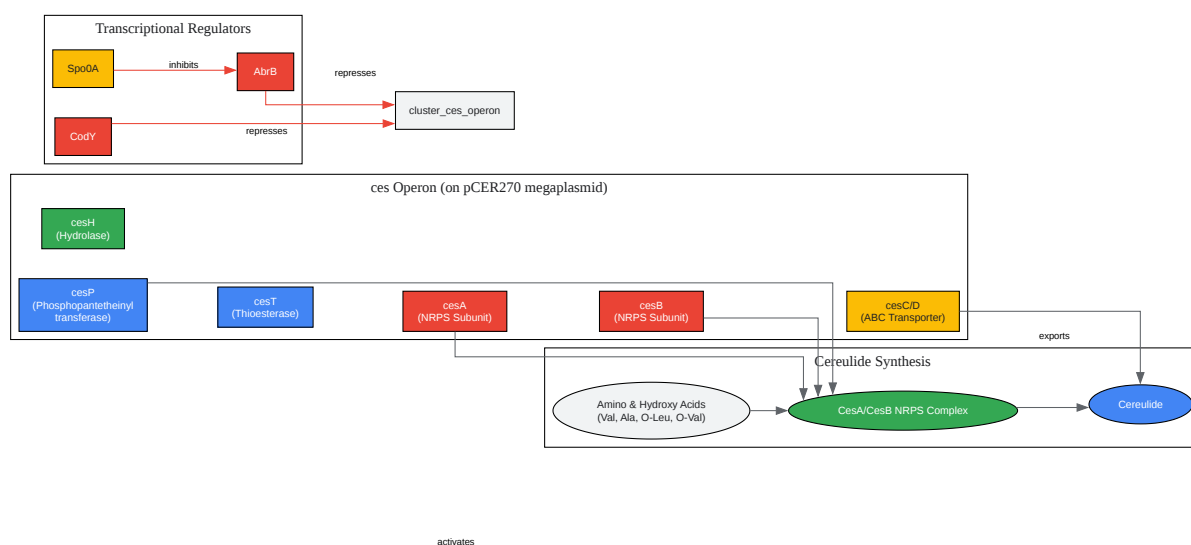 Transcriptional Regulators
Spo0A
inhibits
AbrB
represses
cluster_ces_operon
CodY
represses
ces Operon (on pCER270 megaplasmid)
cesH
(Hydrolase)
cesP
(Phosphopantetheinyl
transferase)
cesT
(Thioesterase)
cesA
(NRPS Subunit)
cesB
(NRPS Subunit)
cesC/D
(ABC Transporter)
exports
Cereulide Synthesis
Amino & Hydroxy Acids
(Val, Ala, O-Leu, O-Val)
CesA/CesB NRPS Complex
Cereulide
activates